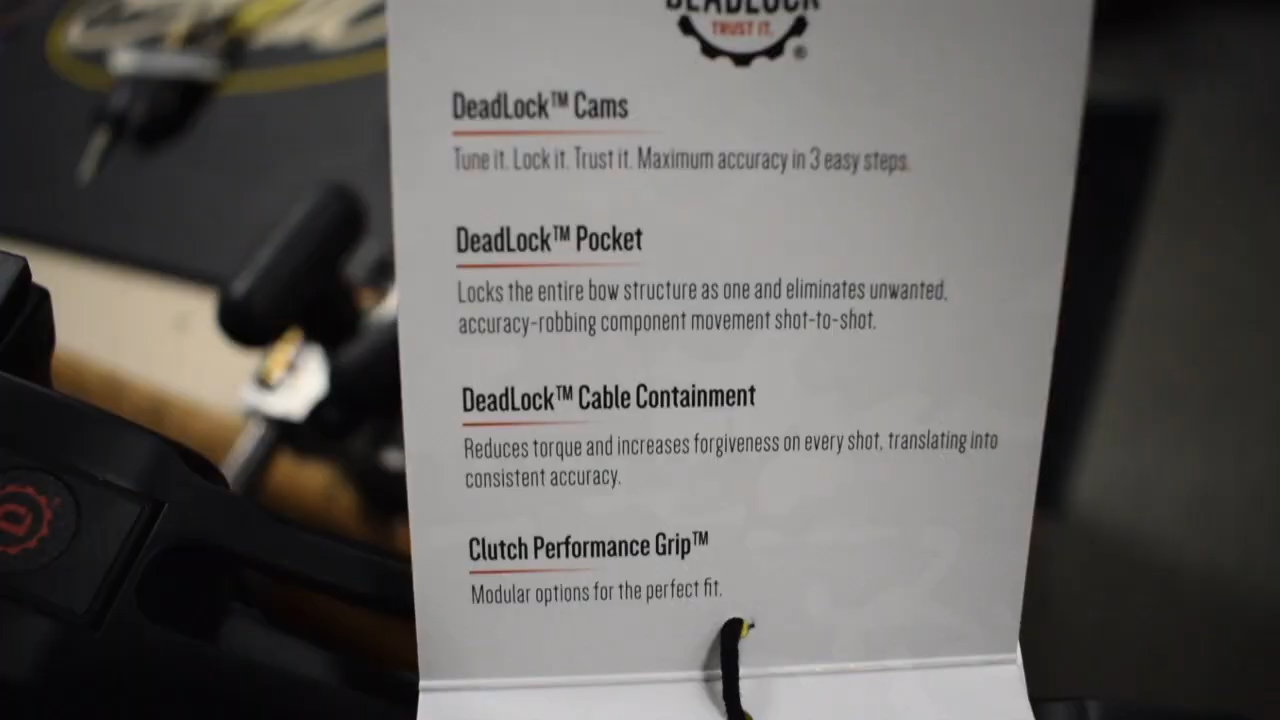 DEADLOCK
TRUST IT.
®
DeadLock™ Cams
Tune it. Lock it. Trust it. Maximum accuracy in 3 easy steps.
DeadLock™ Pocket
Locks the entire bow structure as one and eliminates unwanted,
accuracy-robbing component movement shot-to-shot.
DeadLock™ Cable Containment
Reduces torque and increases forgiveness on every shot, translating into
consistent accuracy.
Clutch Performance Grip™
Modular options for the perfect fit.
D